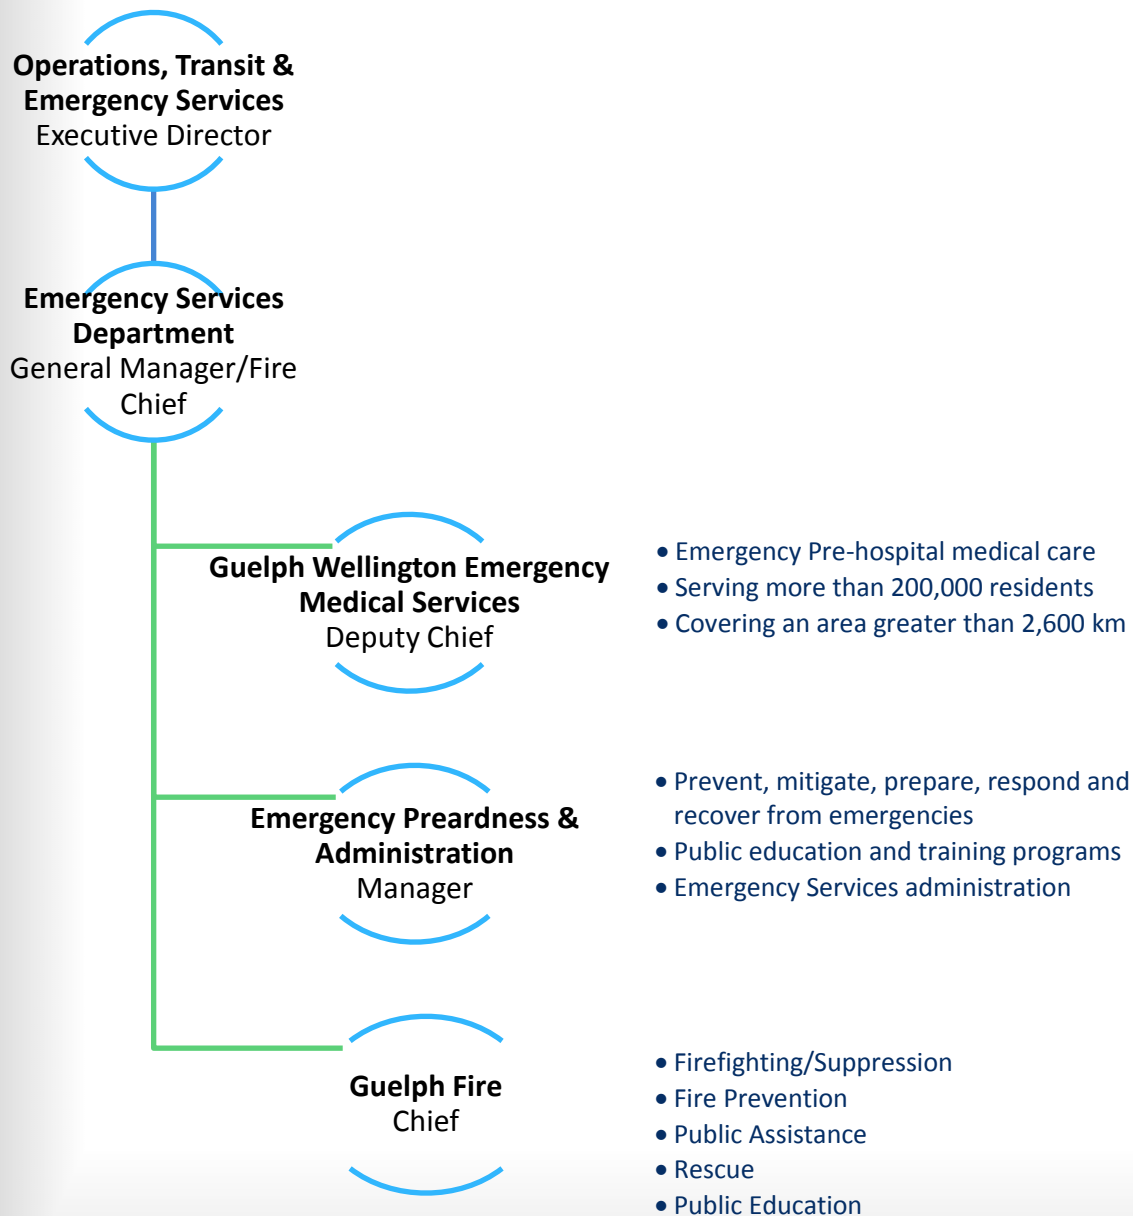 Operations, Transit &
Emergency Services
Executive Director
Emergency Services
Department
General Manager/Fire
Chief
Guelph Wellington Emergency
Medical Services
Deputy Chief
• Emergency Pre-hospital medical care
• Serving more than 200,000 residents
• Covering an area greater than 2,600 km
Emergency Preardness &
Administration
Manager
• Prevent, mitigate, prepare, respond and
recover from emergencies
• Public education and training programs
• Emergency Services administration
Guelph Fire
Chief
• Firefighting/Suppression
• Fire Prevention
• Public Assistance
• Rescue
• Public Education